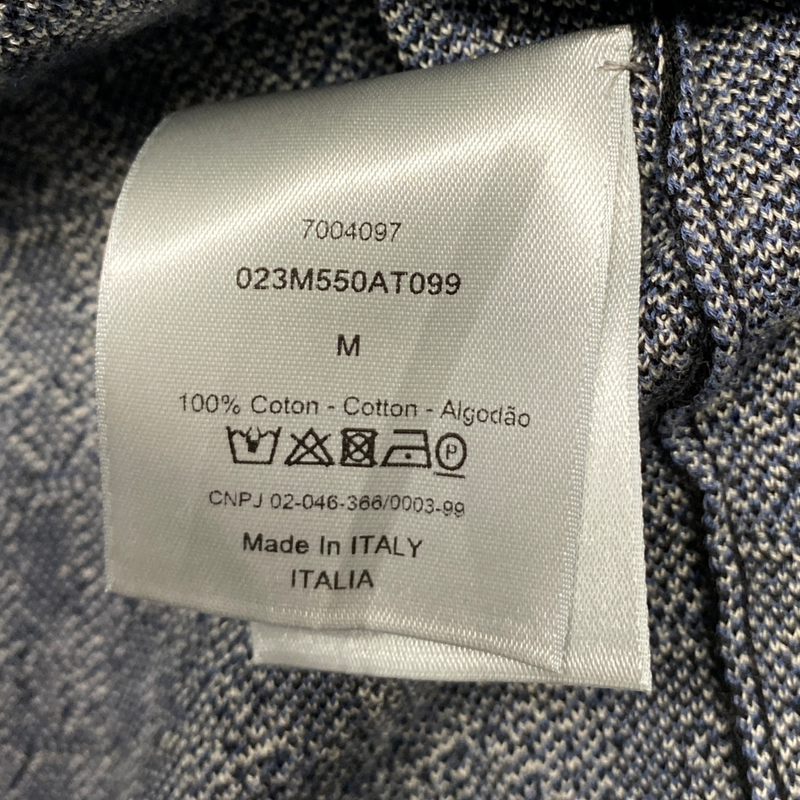 7004097
023M550AT099
M
100% Coton - Cotton - Algodão
P
CNPJ 02-046-366/0003-99
Made In ITALY
ITALIA